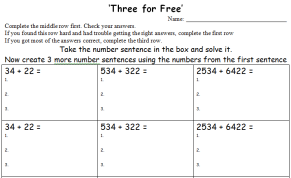 'Three for Free'
Name: ______________________
Complete the middle row first. Check your answers.
If you found this row hard and had trouble getting the right answers, complete the first row
If you got most of the answers correct, complete the third row.
Take the number sentence in the box and solve it.
Now create 3 more number sentences using the numbers from the first sentence
34 + 22 = 534 + 322 = 2534 + 6422 =
1. 1. 1.
2. 2. 2.
3. 3. 3.
34 + 22 = 534 + 322 = 2534 + 6422 =
1. 1. 1.
2. 2. 2.
3. 3. 3.